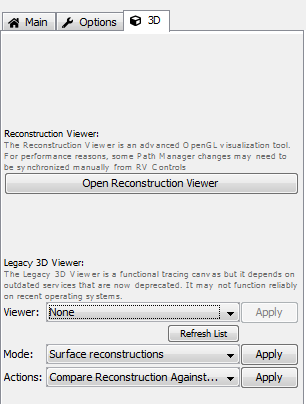 Main Options 3D
Reconstruction Viewer:
The Reconstruction Viewer is an advanced OpenGL visualization tool.
For performance reasons, some Path Manager changes may need to
be synchronized manually from RV Controls
Open Reconstruction Viewer
Legacy 3D Viewer:
The Legacy 3D Viewer is a functional tracing canvas but it depends on
outdated services that are now deprecated. It may not function reliably
on recent operating systems.
Viewer: None Apply
Refresh List
Mode: Surface reconstructions Apply
Actions: Compare Reconstruction Against... Apply